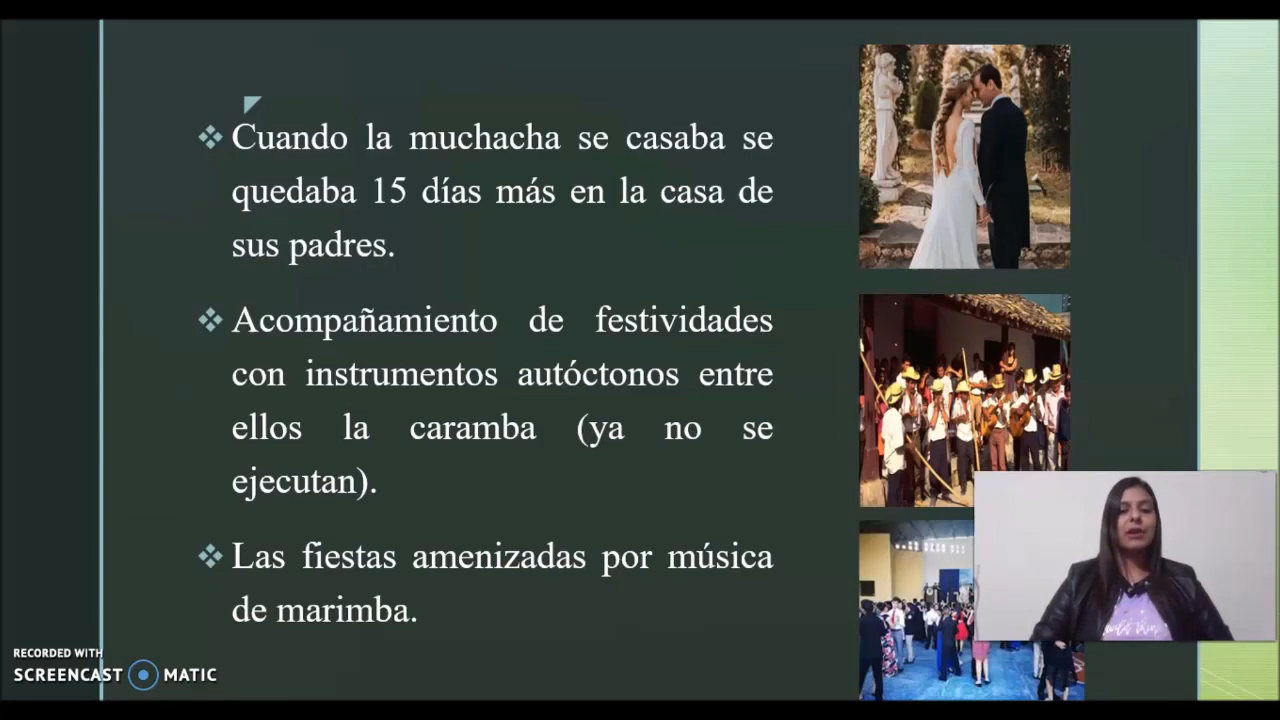 Cuando la muchacha se casaba se
quedaba 15 días más en la casa de
sus padres.
Acompañamiento de festividades
con instrumentos autóctonos entre
ellos la caramba (ya no se
ejecutan).
Las fiestas amenizadas por música
de marimba.
RECORDED WITH
SCREENCAST MATIC